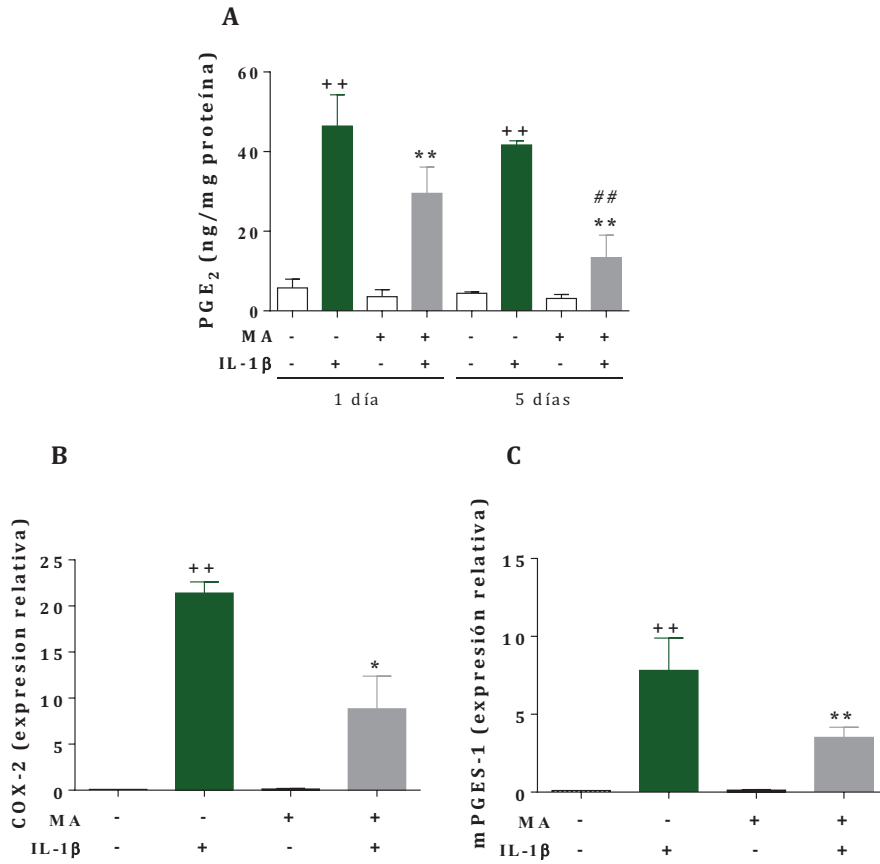 A
PGE2 (ng/mg proteína)
60
40
20
0
++
**
++
##
**
MA - - + + - - + +
IL-1β - + - + - + - +
1 día
5 días
B
COX-2 (expresion relativa)
25
20
15
10
5
0
++
*
MA - - + +
IL-1β - + - +
C
mPGES-1 (expresión relativa)
15
10
5
0
++
**
MA - - + +
IL-1β - + - +